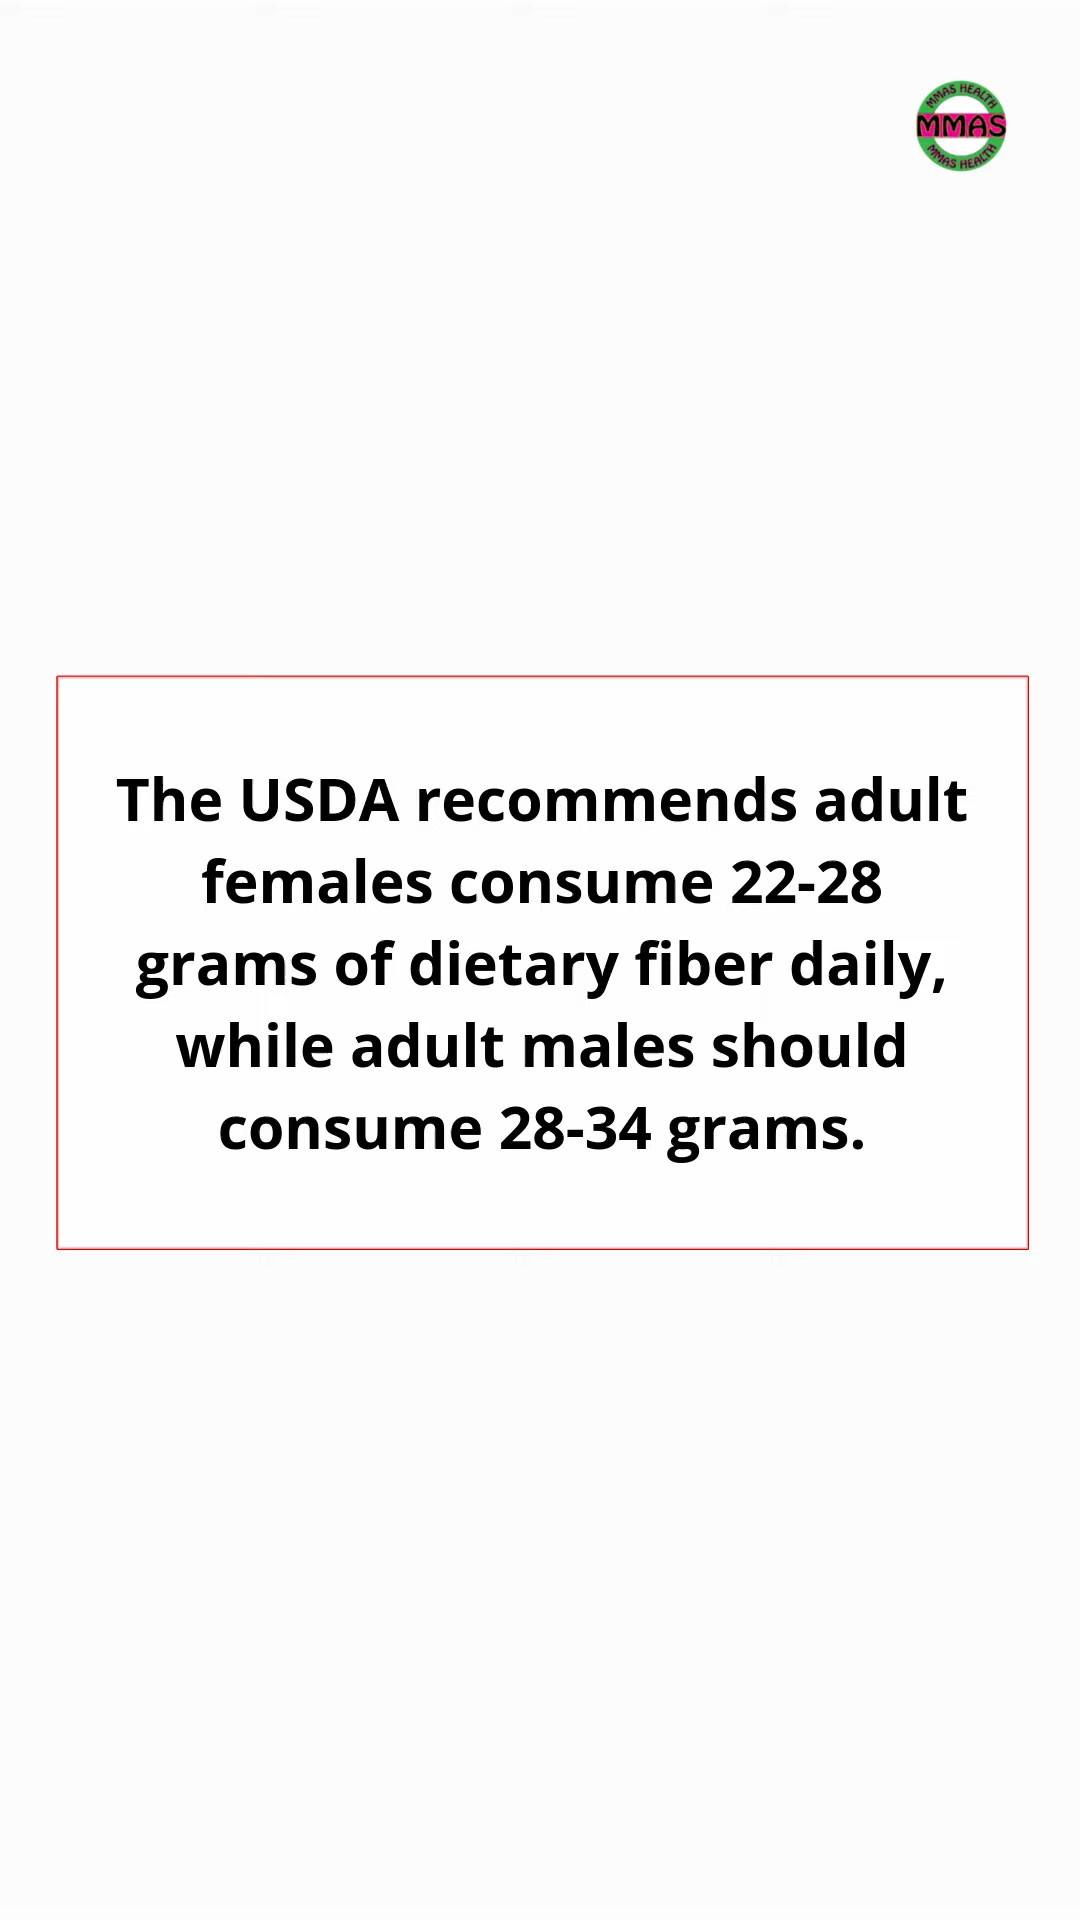 MMAS HEALTH
MMAS
MMAS HEALTH
The USDA recommends adult
females consume 22-28
grams of dietary fiber daily,
while adult males should
consume 28-34 grams.